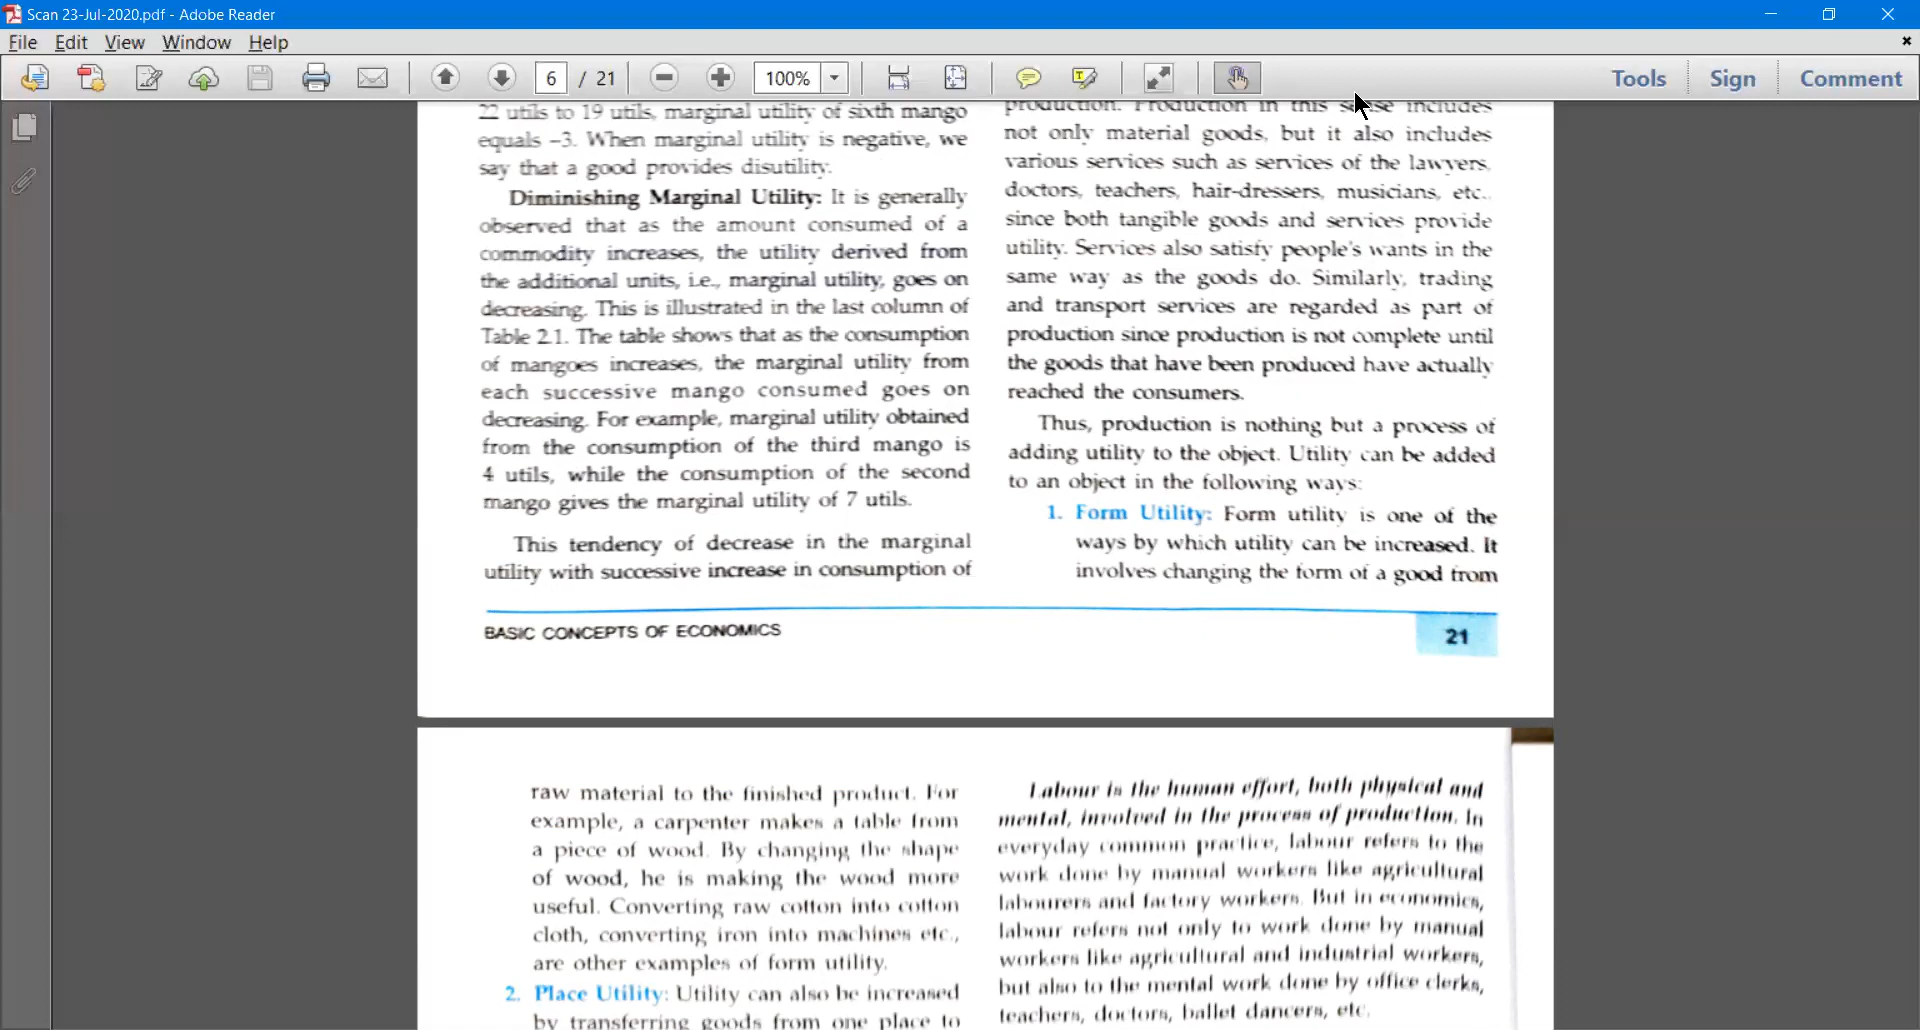 Scan 23-Jul-2020.pdf - Adobe Reader
File Edit View Window Help
6 / 21 100% Tools Sign Comment
22 utils to 19 utils, marginal utility of sixth mango
equals –3. When marginal utility is negative, we
say that a good provides disutility.
Diminishing Marginal Utility: It is generally
observed that as the amount consumed of a
commodity increases, the utility derived from
the additional units, i.e., marginal utility, goes on
decreasing. This is illustrated in the last column of
Table 2.1. The table shows that as the consumption
of mangoes increases, the marginal utility from
each successive mango consumed goes on
decreasing. For example, marginal utility obtained
from the consumption of the third mango is
4 utils, while the consumption of the second
mango gives the marginal utility of 7 utils.
This tendency of decrease in the marginal
utility with successive increase in consumption of
production. Production in this sense includes
not only material goods, but it also includes
various services such as services of the lawyers,
doctors, teachers, hair-dressers, musicians, etc.,
since both tangible goods and services provide
utility. Services also satisfy people's wants in the
same way as the goods do. Similarly, trading
and transport services are regarded as part of
production since production is not complete until
the goods that have been produced have actually
reached the consumers.
Thus, production is nothing but a process of
adding utility to the object. Utility can be added
to an object in the following ways:
1. Form Utility: Form utility is one of the
ways by which utility can be increased. It
involves changing the form of a good from
BASIC CONCEPTS OF ECONOMICS
21
raw material to the finished product. For
example, a carpenter makes a table from
a piece of wood. By changing the shape
of wood, he is making the wood more
useful. Converting raw cotton into cotton
cloth, converting iron into machines etc.,
are other examples of form utility.
2. Place Utility: Utility can also be increased
by transferring goods from one place to
Labour is the human effort, both physical and
mental, involved in the process of production. In
everyday common practice, labour refers to the
work done by manual workers like agricultural
labourers and factory workers. But in economics,
labour refers not only to work done by manual
workers like agricultural and industrial workers,
but also to the mental work done by office clerks,
teachers, doctors, ballet dancers, etc.